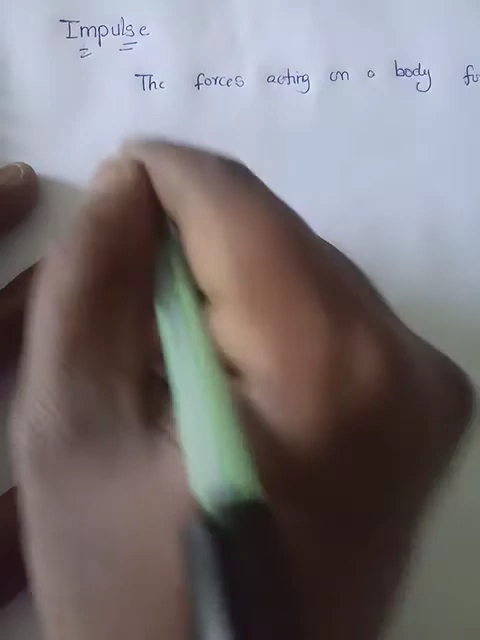 Impulse
The forces acting on a body